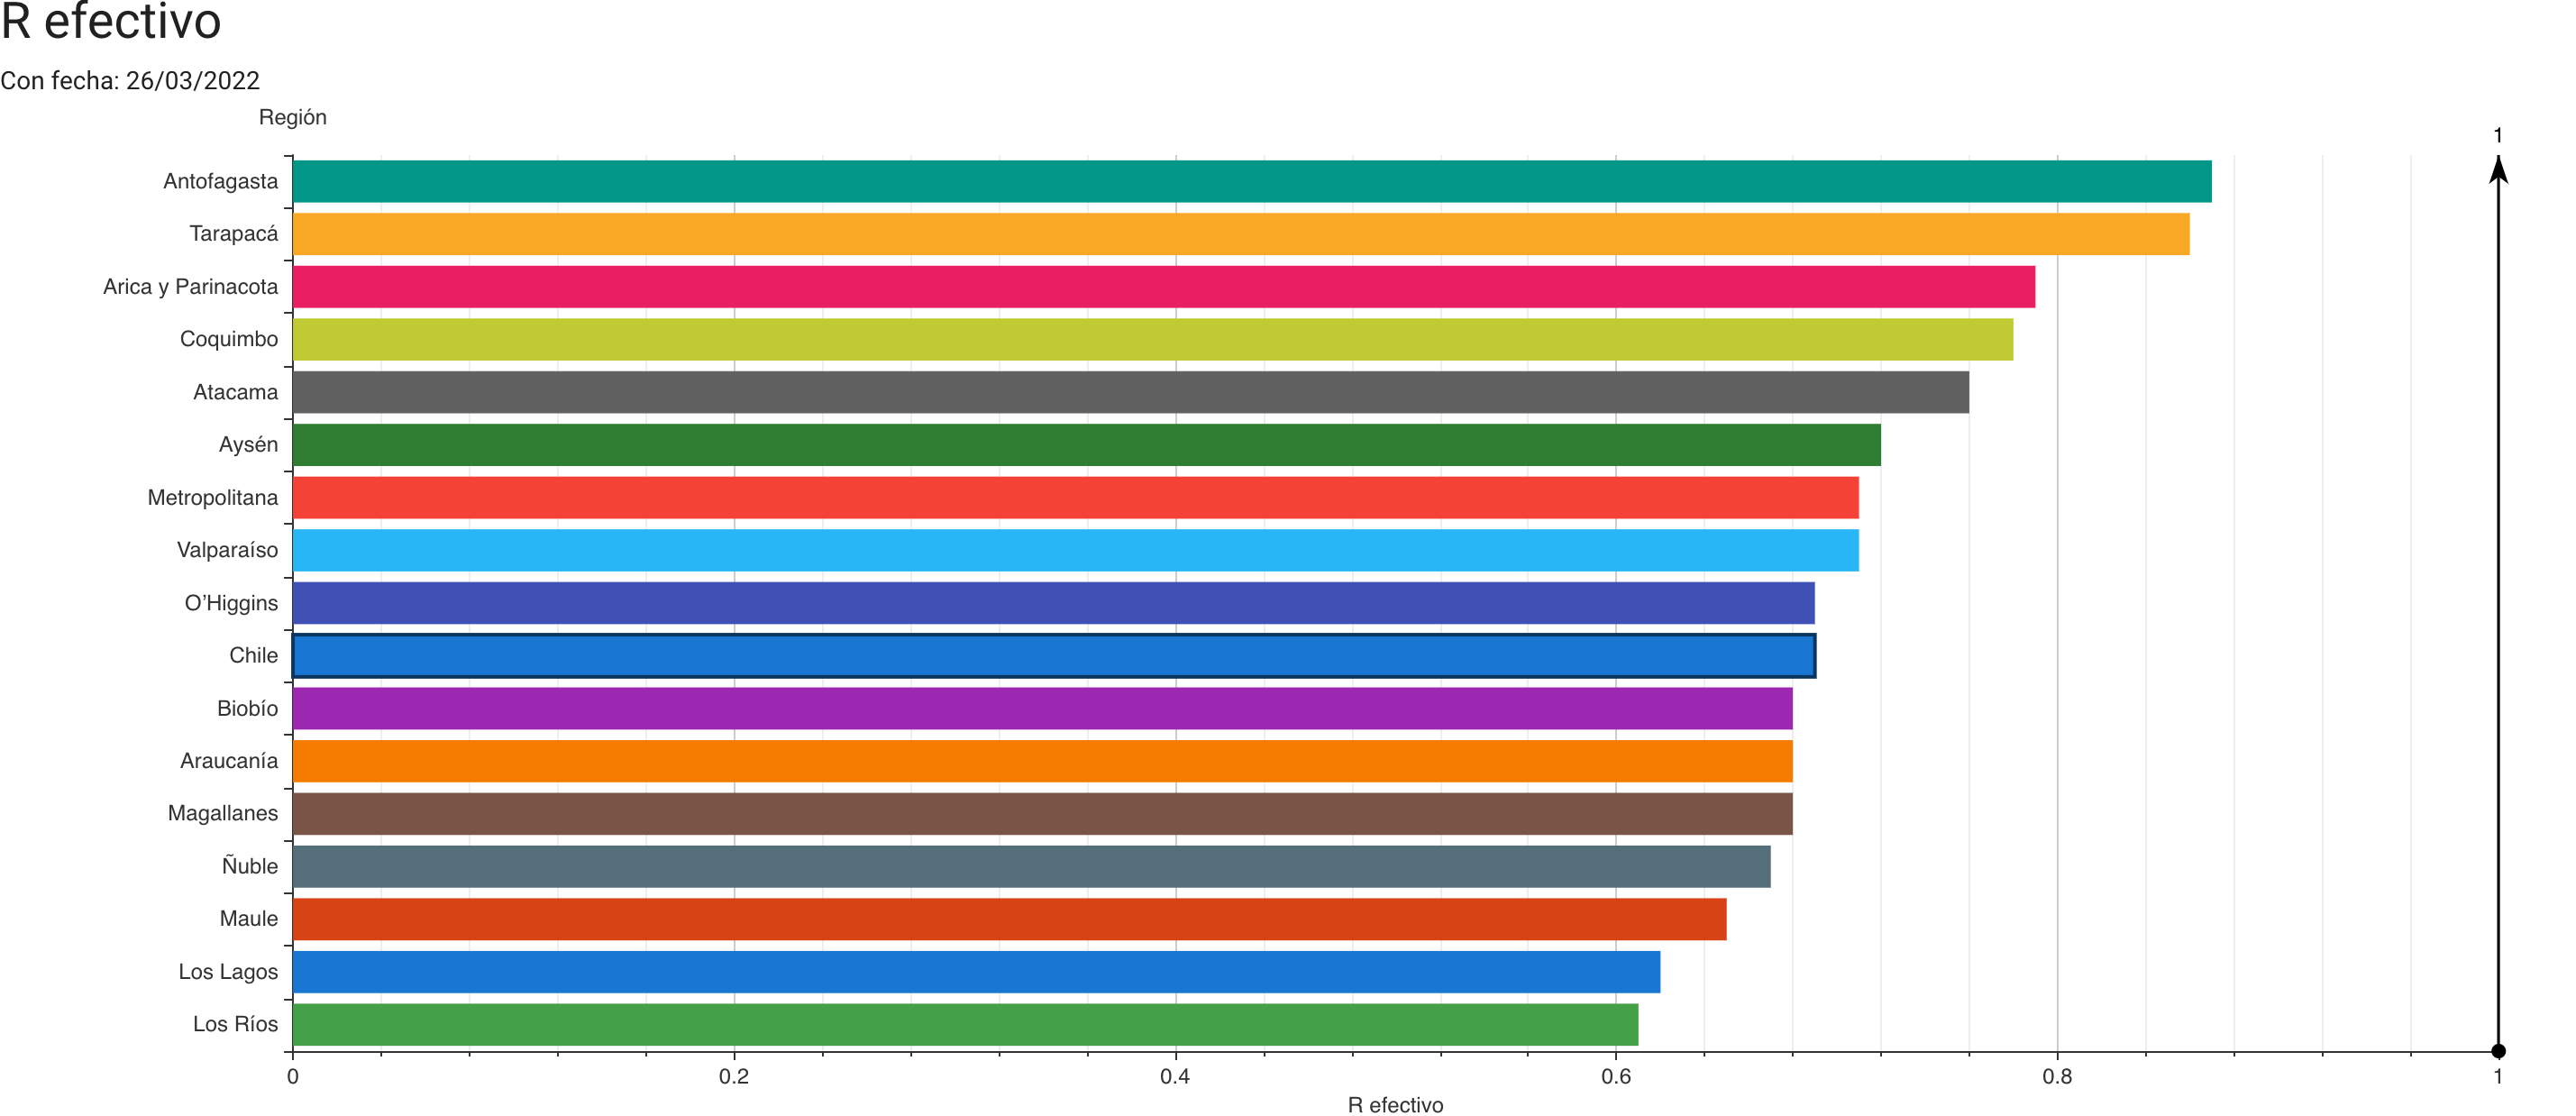 R efectivo
Con fecha: 26/03/2022
Región
1
Antofagasta
Tarapacá
Arica y Parinacota
Coquimbo
Atacama
Aysén
Metropolitana
Valparaíso
O’Higgins
Chile
Biobío
Araucanía
Magallanes
Ñuble
Maule
Los Lagos
Los Ríos
0 0.2 0.4 0.6 0.8 1
R efectivo